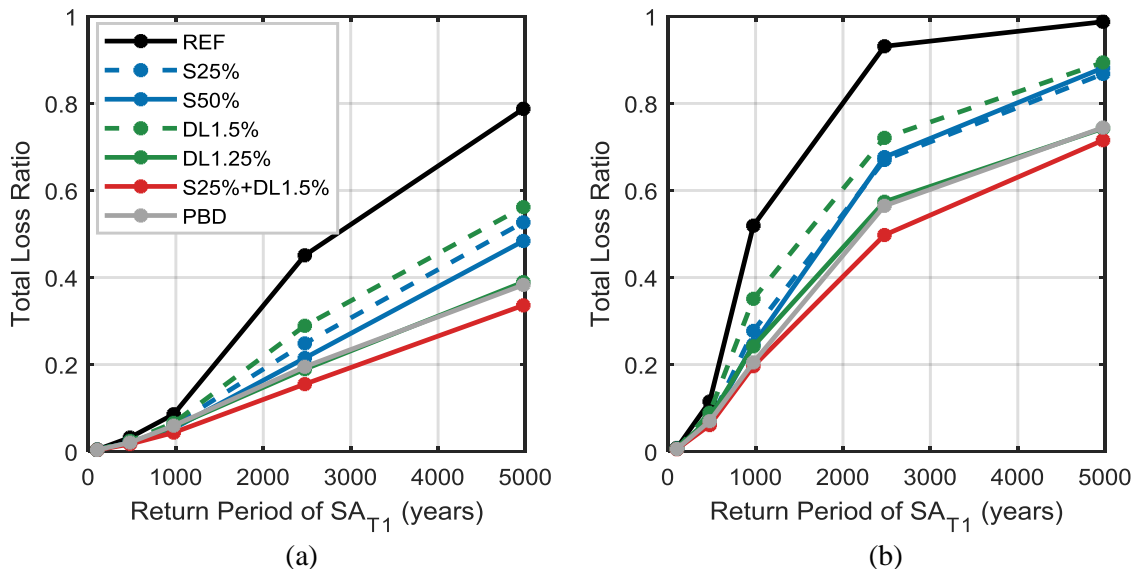 1
0.8
0.6
0.4
0.2
0
Total Loss Ratio
REF
S25%
S50%
DL1.5%
DL1.25%
S25%+DL1.5%
PBD
0 1000 2000 3000 4000 5000
Return Period of SA_T1 (years)
(a)
1
0.8
0.6
0.4
0.2
0
Total Loss Ratio
0 1000 2000 3000 4000 5000
Return Period of SA_T1 (years)
(b)